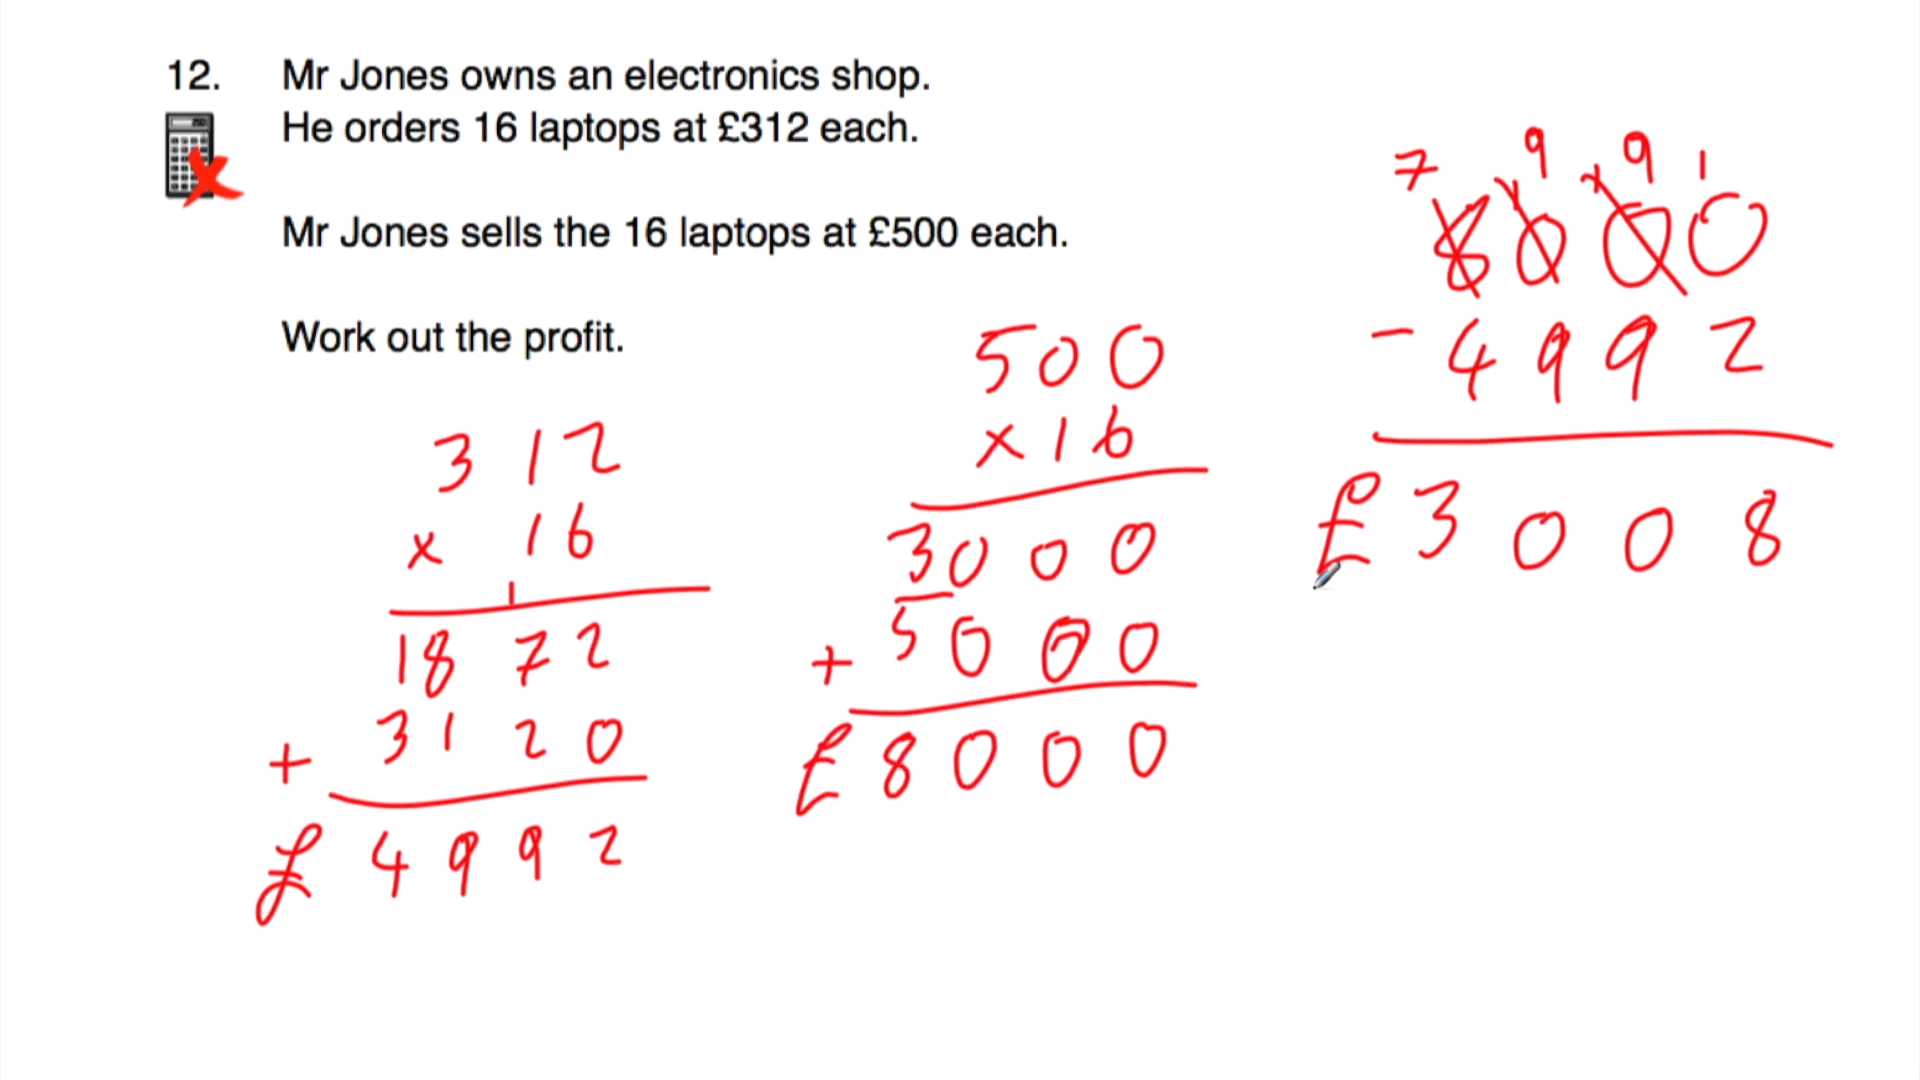 12. Mr Jones owns an electronics shop.
He orders 16 laptops at £312 each.
Mr Jones sells the 16 laptops at £500 each.
Work out the profit.
312
× 16
1
1872
+ 3120
£4992
500
×16
3000
+ 5000
£8000
7 9 9 1
8000
- 4992
£3008